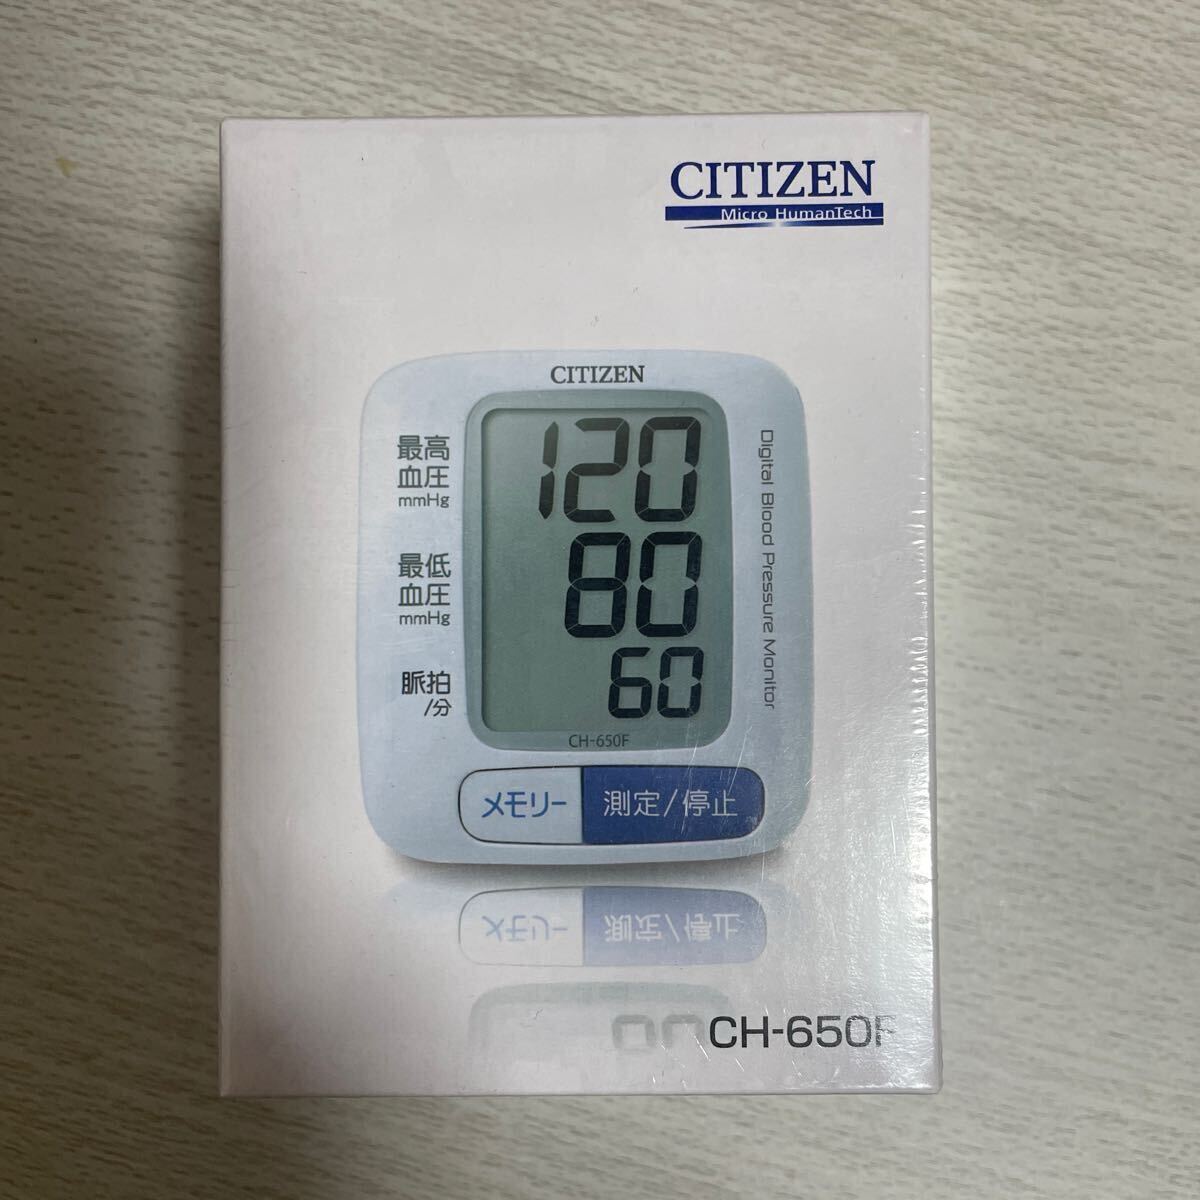 CITIZEN
Micro HumanTech
CITIZEN
最高
血圧
mmHg
120
最低
血圧
mmHg
80
脈拍
/分
60
Digital Blood Pressure Monitor
CH-650F
メモリー
測定/停止
CH-650F